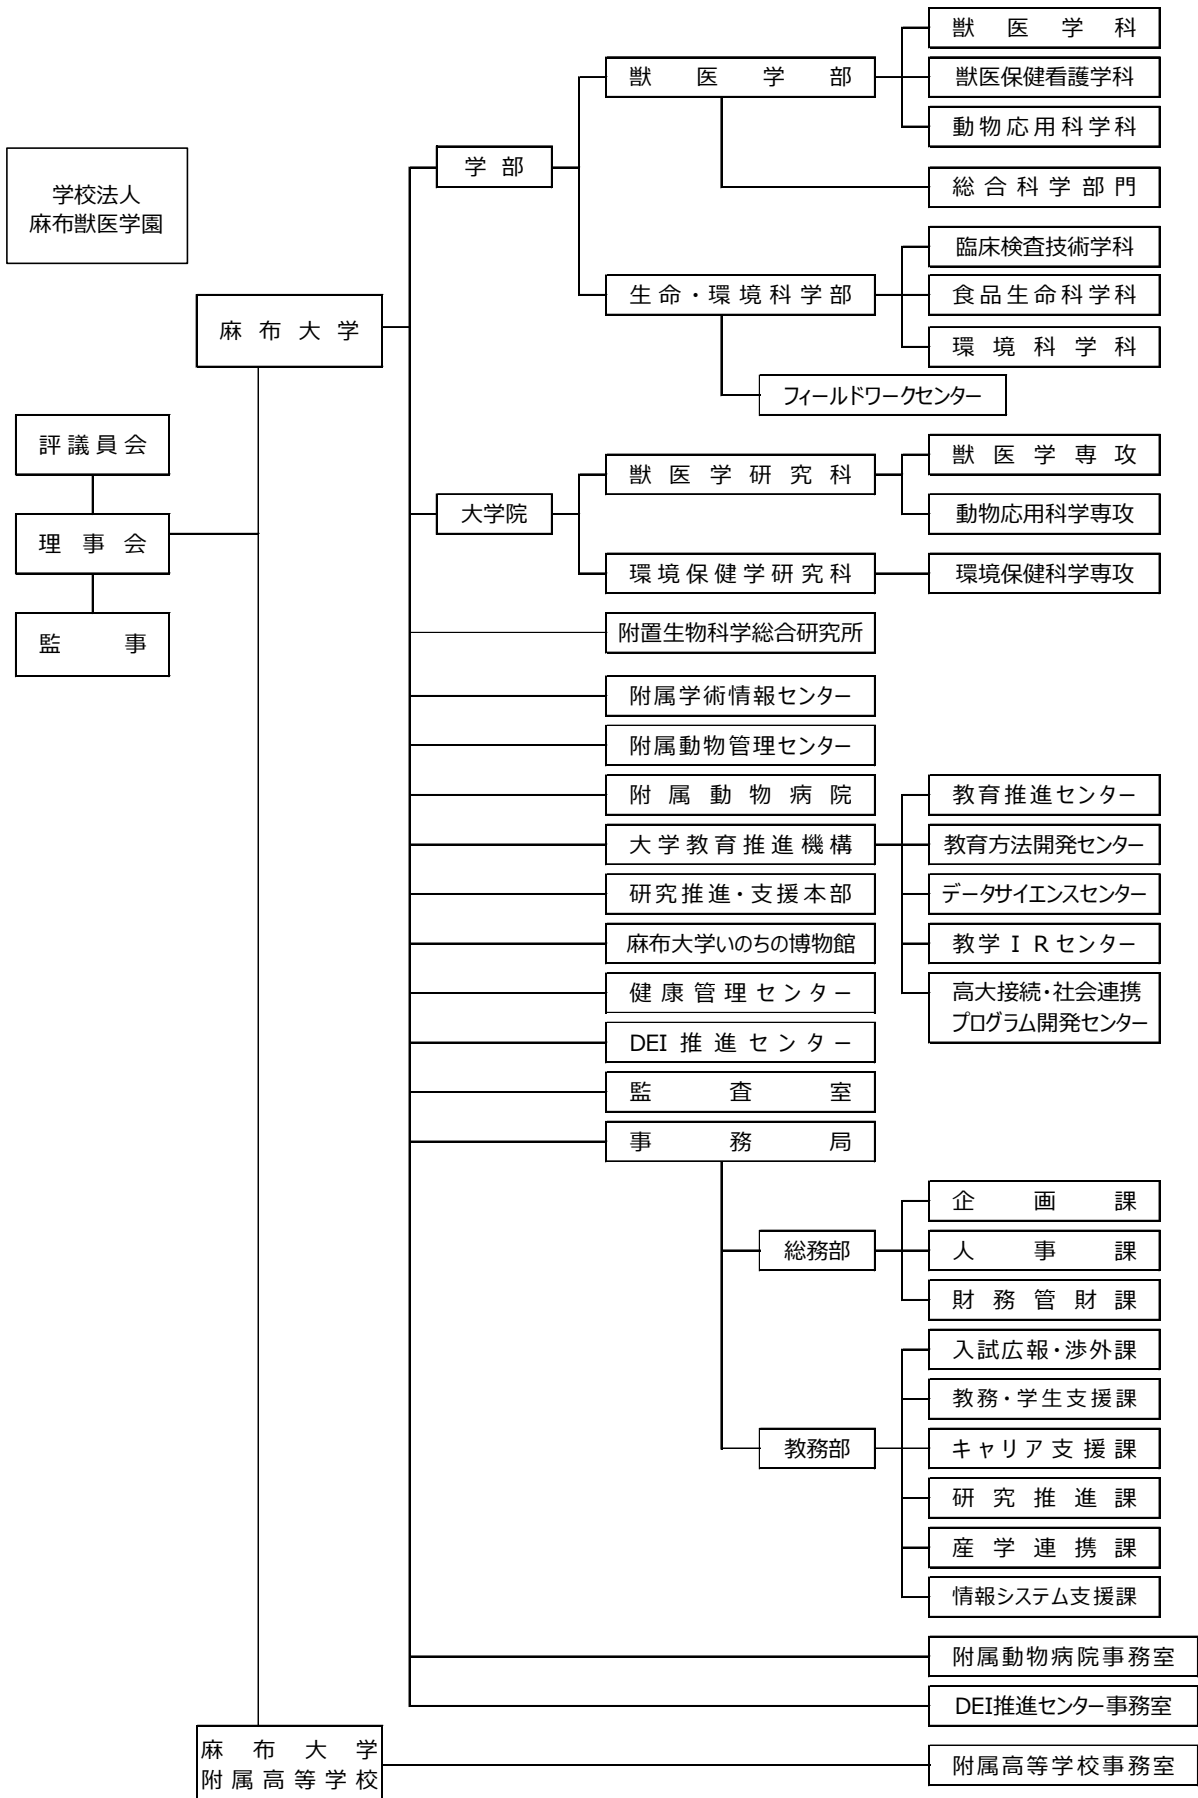 学校法人
麻布獣医学園
評議員会
理事会
監事
麻布大学
学部
獣医学部
獣医学科
獣医保健看護学科
動物応用科学科
総合科学部門
生命・環境科学部
臨床検査技術学科
食品生命科学科
環境科学科
フィールドワークセンター
大学院
獣医学研究科
獣医学専攻
動物応用科学専攻
環境保健学研究科
環境保健科学専攻
附置生物科学総合研究所
附属学術情報センター
附属動物管理センター
附属動物病院
大学教育推進機構
教育推進センター
教育方法開発センター
データサイエンスセンター
教学IRセンター
高大接続・社会連携
プログラム開発センター
研究推進・支援本部
麻布大学いのちの博物館
健康管理センター
DEI推進センター
監査室
事務局
総務部
企画課
人事課
財務管財課
教務部
入試広報・渉外課
教務・学生支援課
キャリア支援課
研究推進課
産学連携課
情報システム支援課
附属動物病院事務室
DEI推進センター事務室
麻布大学
附属高等学校
附属高等学校事務室